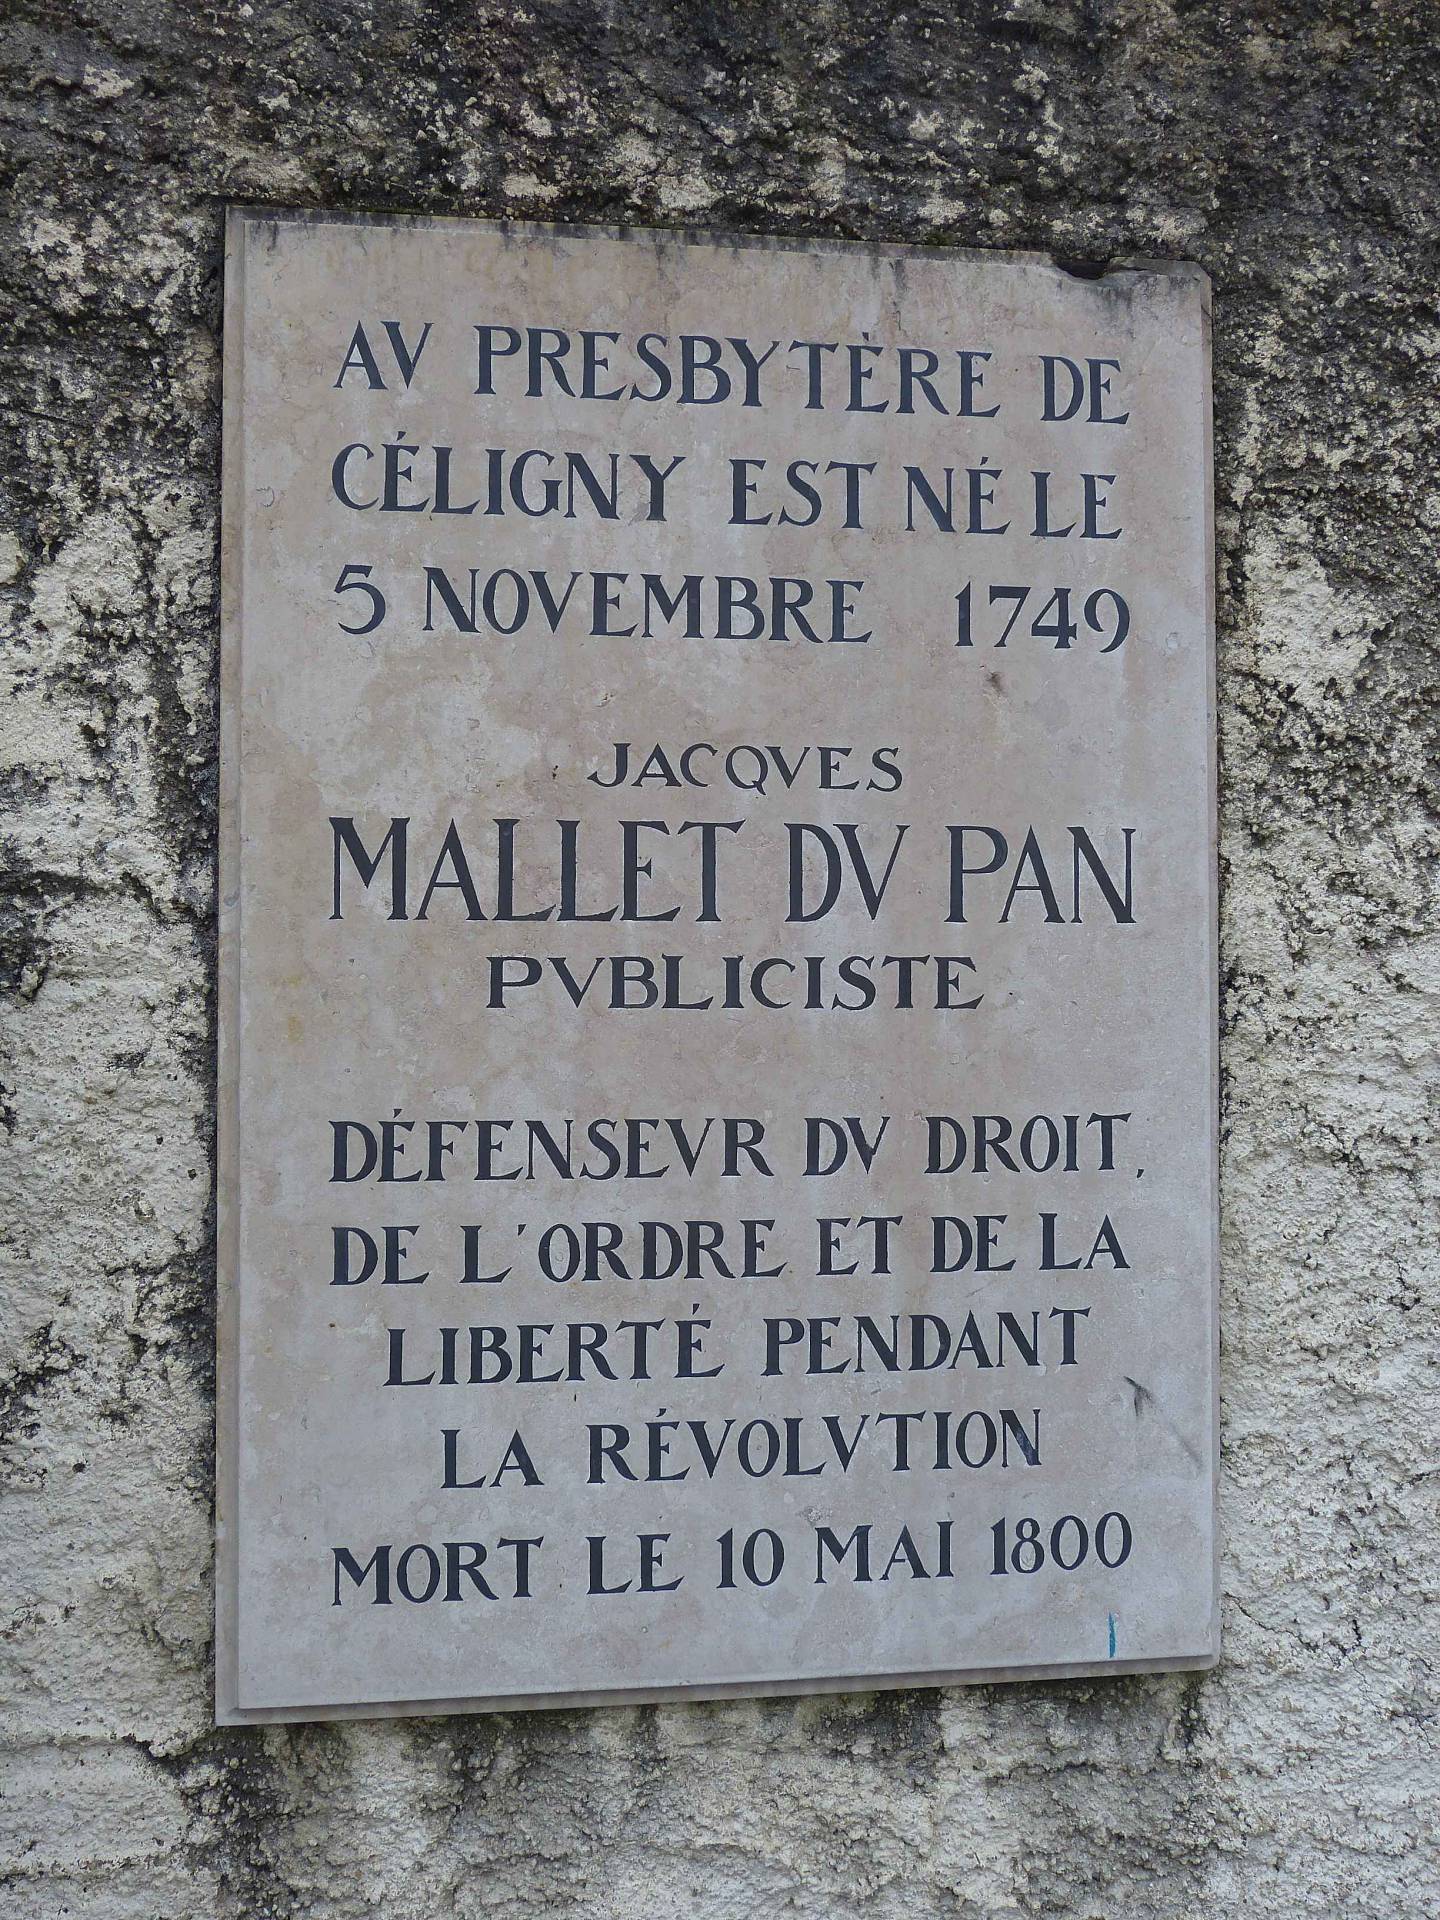 AV PRESBYTÈRE DE
CÉLIGNY EST NÉ LE
5 NOVEMBRE 1749
JACQVES
MALLET DV PAN
PVBLICISTE
DÉFENSEVR DV DROIT,
DE L'ORDRE ET DE LA
LIBERTÉ PENDANT
LA RÉVOLVTION
MORT LE 10 MAI 1800